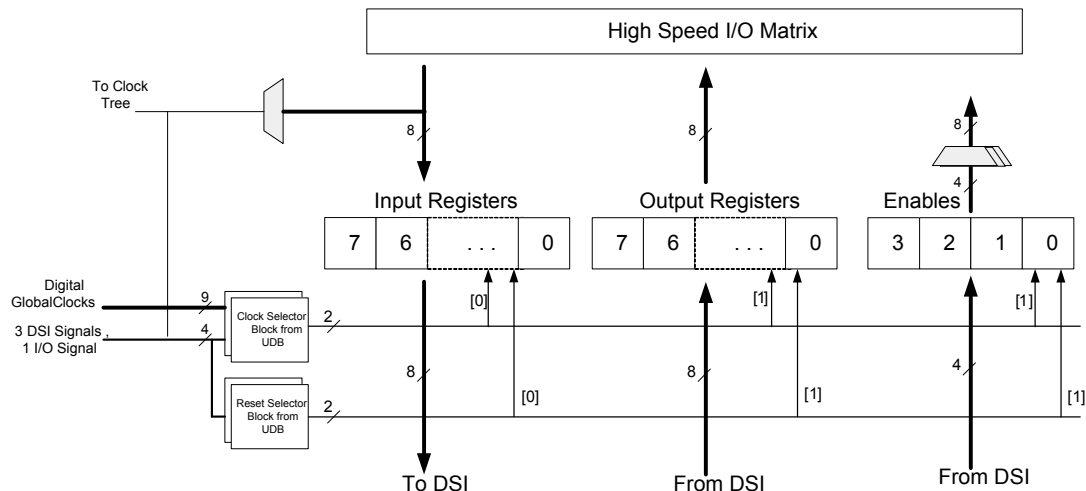 High Speed I/O Matrix
To Clock
Tree
8
8
8
4
Input Registers
Output Registers
Enables
7 6 . . . 0
7 6 . . . 0
3 2 1 0
Digital
GlobalClocks
9
3 DSI Signals ,
1 I/O Signal
4
Clock Selector
Block from
UDB
2
[0]
[1]
[1]
8
8
4
Reset Selector
Block from
UDB
2
[0]
[1]
[1]
To DSI
From DSI
From DSI